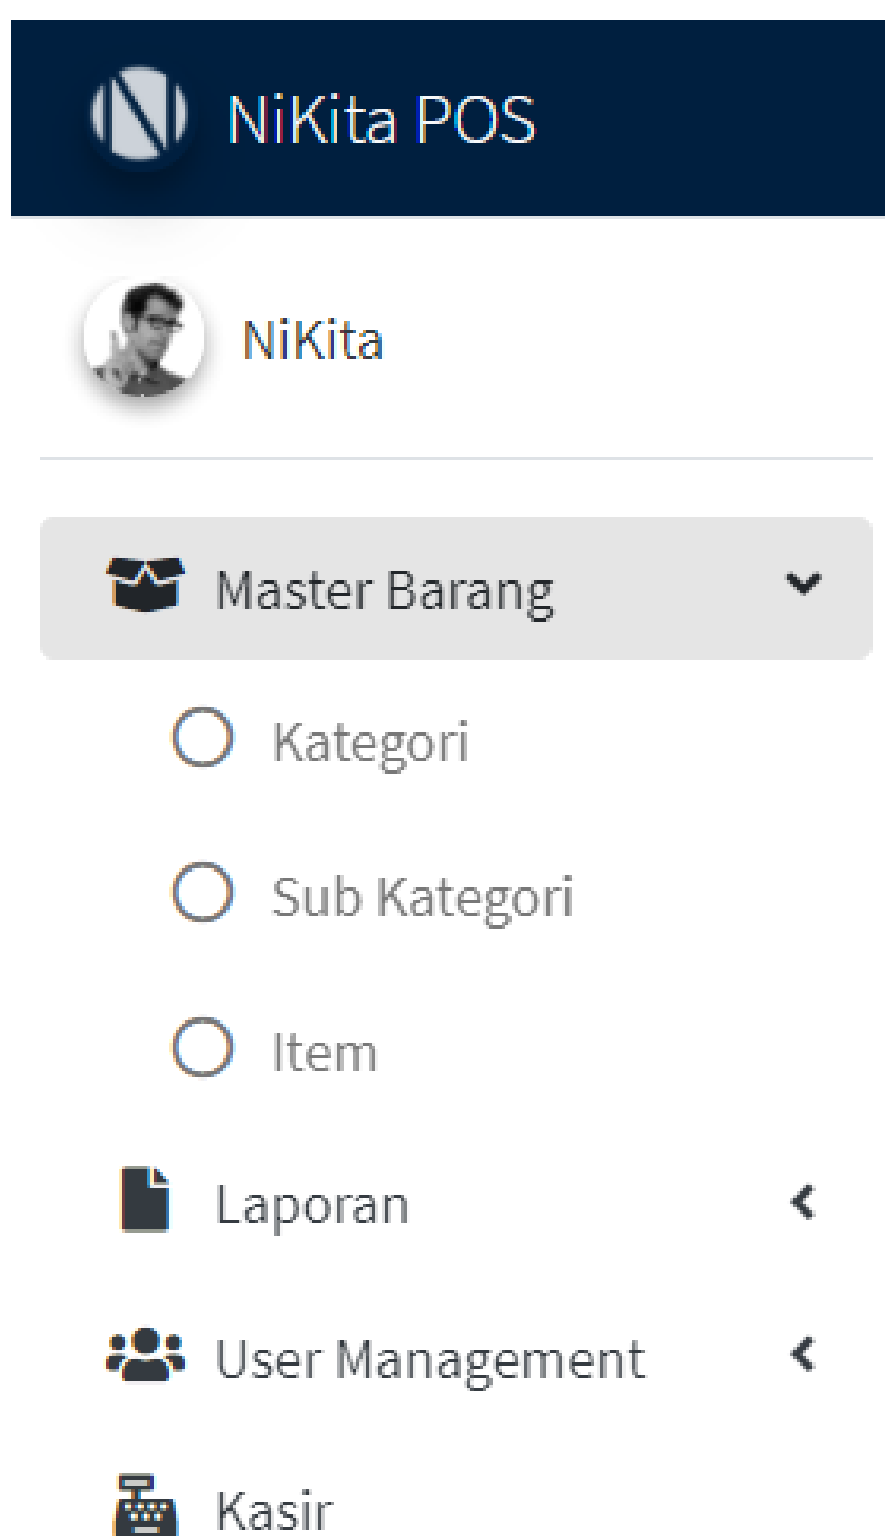 NiKita POS
NiKita
Master Barang
Kategori
Sub Kategori
Item
Laporan
User Management
Kasir